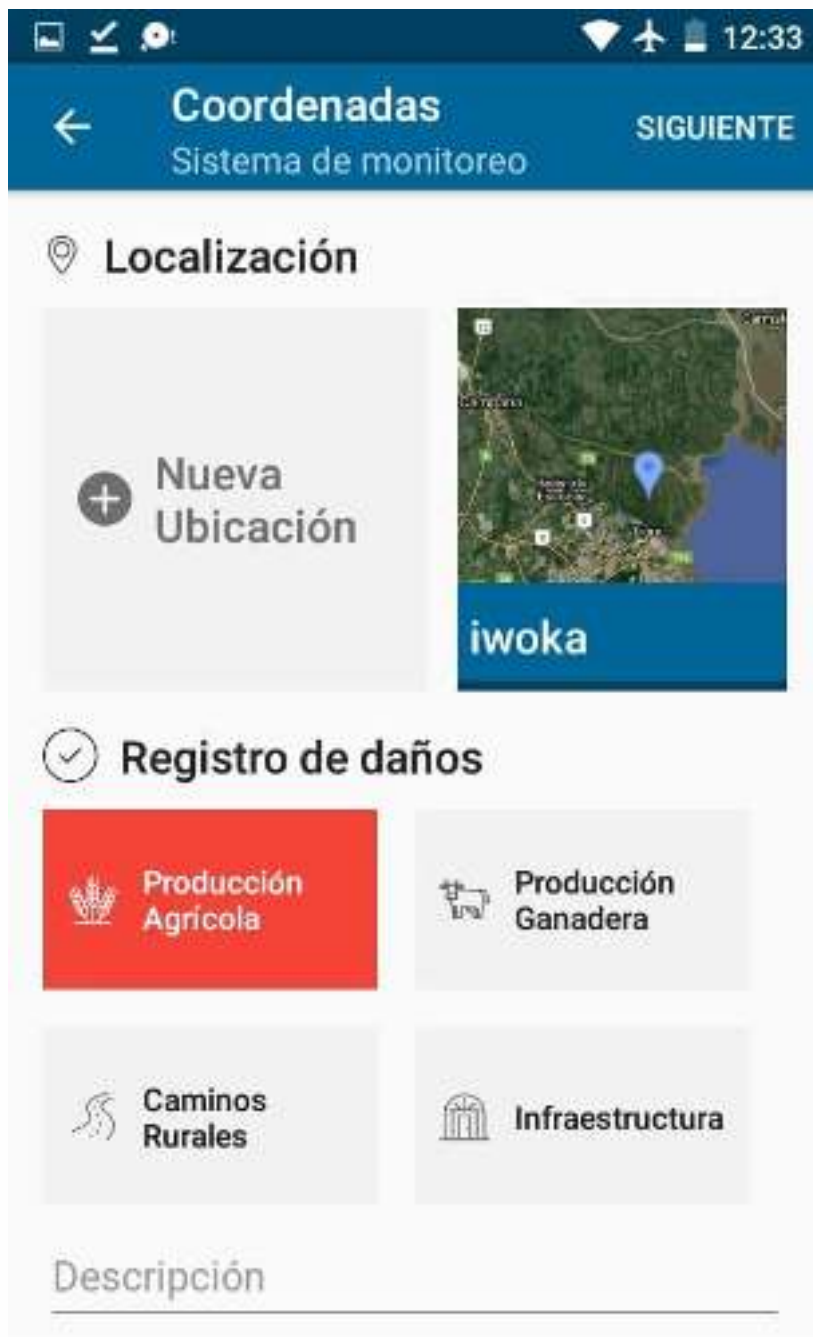 12:33
Coordenadas
SIGUIENTE
Sistema de monitoreo
Localización
Nueva
Ubicación
iwoka
Registro de daños
Producción
Agrícola
Producción
Ganadera
Caminos
Rurales
Infraestructura
Descripción